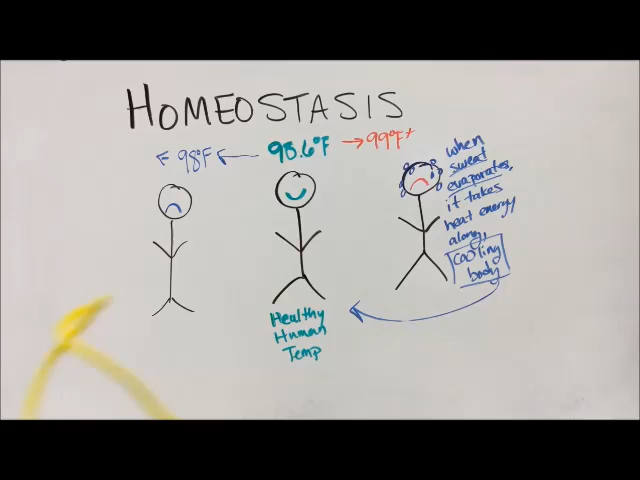 HOMEOSTASIS
< 98°F ← 98.6°F → 99°F+
when
sweat
evaporates,
it takes
heat energy
along,
cooling
body
Healthy
Human
Temp